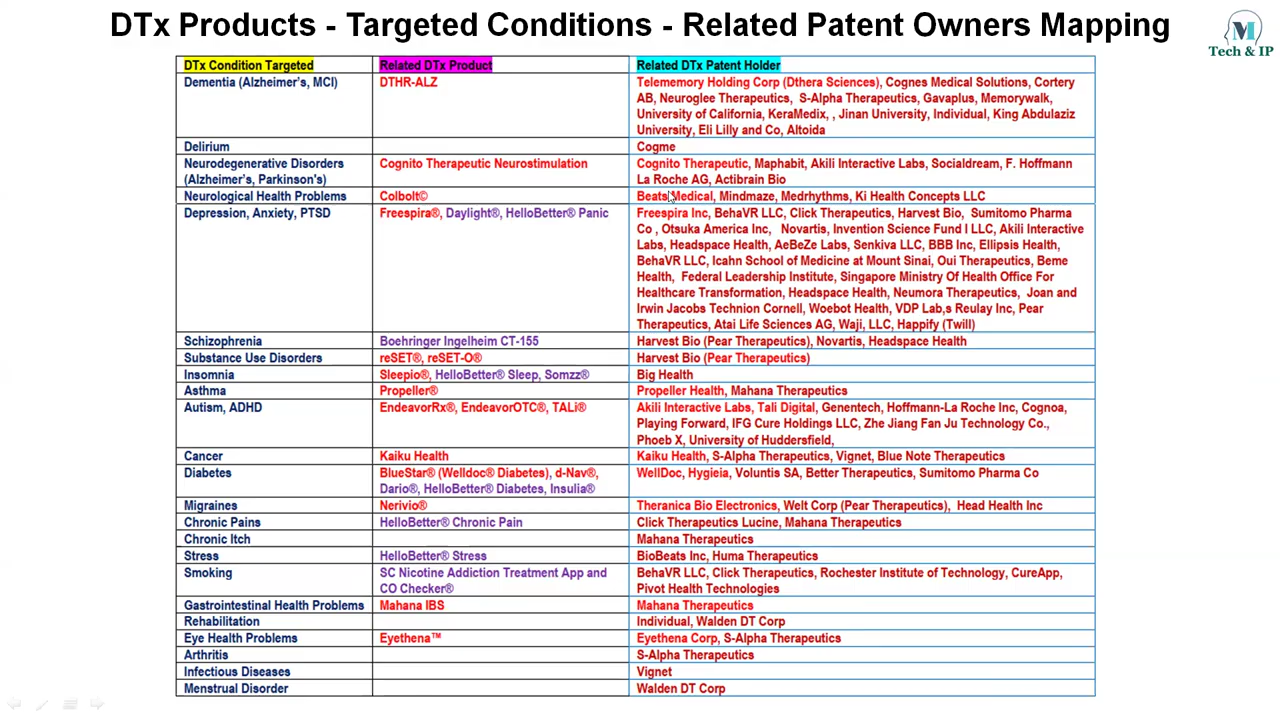 DTx Products - Targeted Conditions - Related Patent Owners Mapping
M
Tech & IP
DTx Condition Targeted Related DTx Product Related DTx Patent Holder
Dementia (Alzheimer's, MCI) DTHR-ALZ Telememory Holding Corp (Dthera Sciences), Cognes Medical Solutions, Cortery
AB, Neuroglee Therapeutics, S-Alpha Therapeutics, Gavaplus, Memorywalk,
University of California, KeraMedix, , Jinan University, Individual, King Abdulaziz
University, Eli Lilly and Co, Altoida
Delirium Cogme
Neurodegenerative Disorders Cognito Therapeutic Neurostimulation Cognito Therapeutic, Maphabit, Akili Interactive Labs, Socialdream, F. Hoffmann
(Alzheimer's, Parkinson's) La Roche AG, Actibrain Bio
Neurological Health Problems Colbolt© Beats Medical, Mindmaze, Medrhythms, Ki Health Concepts LLC
Depression, Anxiety, PTSD Freespira®, Daylight®, HelloBetter® Panic Freespira Inc, BehaVR LLC, Click Therapeutics, Harvest Bio, Sumitomo Pharma
Co , Otsuka America Inc, Novartis, Invention Science Fund I LLC, Akili Interactive
Labs, Headspace Health, AeBeZe Labs, Senkiva LLC, BBB Inc, Ellipsis Health,
BehaVR LLC, Icahn School of Medicine at Mount Sinai, Oui Therapeutics, Beme
Health, Federal Leadership Institute, Singapore Ministry Of Health Office For
Healthcare Transformation, Headspace Health, Neumora Therapeutics, Joan and
Irwin Jacobs Technion Cornell, Woebot Health, VDP Lab,s Reulay Inc, Pear
Therapeutics, Atai Life Sciences AG, Waji, LLC, Happify (Twill)
Schizophrenia Boehringer Ingelheim CT-155 Harvest Bio (Pear Therapeutics), Novartis, Headspace Health
Substance Use Disorders reSET®, reSET-O® Harvest Bio (Pear Therapeutics)
Insomnia Sleepio®, HelloBetter® Sleep, Somzz® Big Health
Asthma Propeller® Propeller Health, Mahana Therapeutics
Autism, ADHD EndeavorRx®, EndeavorOTC®, TALi® Akili Interactive Labs, Tali Digital, Genentech, Hoffmann-La Roche Inc, Cognoa,
Playing Forward, IFG Cure Holdings LLC, Zhe Jiang Fan Ju Technology Co.,
Phoeb X, University of Huddersfield,
Cancer Kaiku Health Kaiku Health, S-Alpha Therapeutics, Vignet, Blue Note Therapeutics
Diabetes BlueStar® (Welldoc® Diabetes), d-Nav®, WellDoc, Hygieia, Voluntis SA, Better Therapeutics, Sumitomo Pharma Co
Dario®, HelloBetter® Diabetes, Insulia®
Migraines Nerivio® Theranica Bio Electronics, Welt Corp (Pear Therapeutics), Head Health Inc
Chronic Pains HelloBetter® Chronic Pain Click Therapeutics Lucine, Mahana Therapeutics
Chronic Itch Mahana Therapeutics
Stress HelloBetter® Stress BioBeats Inc, Huma Therapeutics
Smoking SC Nicotine Addiction Treatment App and BehaVR LLC, Click Therapeutics, Rochester Institute of Technology, CureApp,
CO Checker® Pivot Health Technologies
Gastrointestinal Health Problems Mahana IBS Mahana Therapeutics
Rehabilitation Individual, Walden DT Corp
Eye Health Problems Eyethena™ Eyethena Corp, S-Alpha Therapeutics
Arthritis S-Alpha Therapeutics
Infectious Diseases Vignet
Menstrual Disorder Walden DT Corp